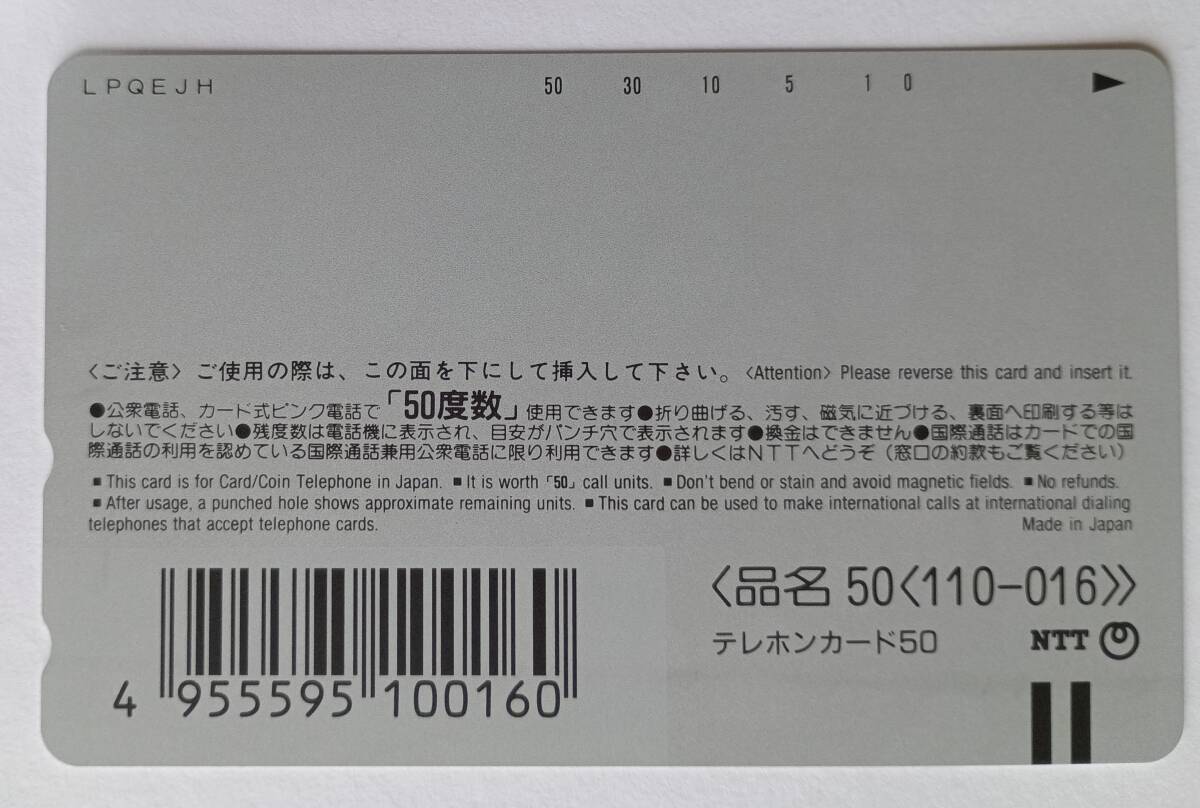 LPQEJH 50 30 10 5 1 0 ▶
〈ご注意〉ご使用の際は、この面を下にして挿入して下さい。〈Attention〉 Please reverse this card and insert it.
●公衆電話、カード式ピンク電話で「50度数」使用できます●折り曲げる、汚す、磁気に近づける、裏面へ印刷する等は
しないでください●残度数は電話機に表示され、目安がパンチ穴で表示されます●換金はできません●国際通話はカードでの国
際通話の利用を認めている国際通話兼用公衆電話に限り利用できます●詳しくはNTTへどうぞ（窓口の約款もご覧ください）
■ This card is for Card/Coin Telephone in Japan. ■ It is worth「50」call units. ■ Don't bend or stain and avoid magnetic fields. ■ No refunds.
■ After usage, a punched hole shows approximate remaining units. ■ This card can be used to make international calls at international dialing
telephones that accept telephone cards. Made in Japan
〈品名 50〈110-016〉〉
テレホンカード50 NTT
4 955595 100160